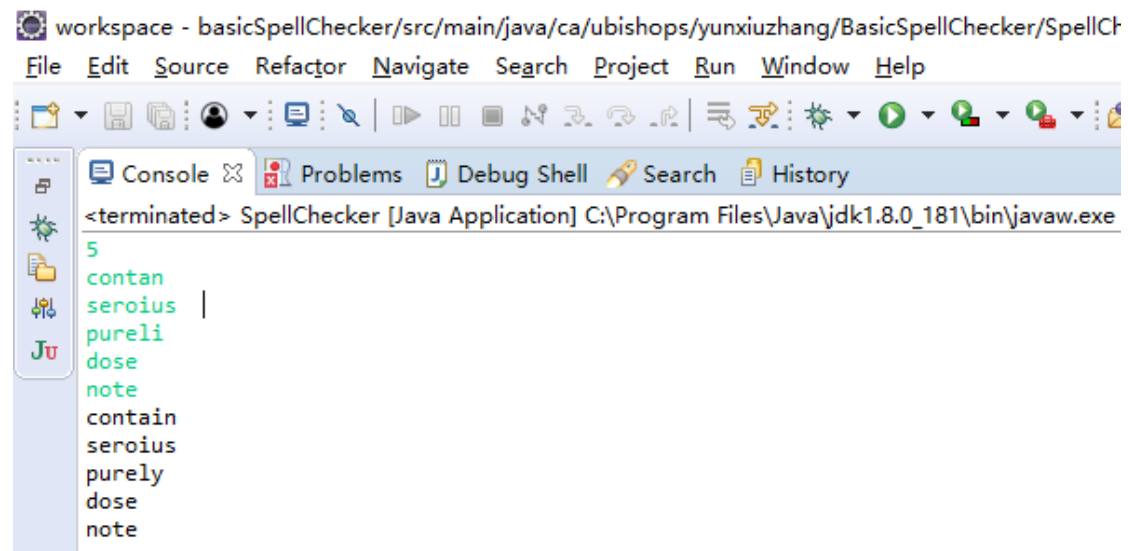 workspace - basicSpellChecker/src/main/java/ca/ubishops/yunxiuzhang/BasicSpellChecker/SpellCh
File Edit Source Refactor Navigate Search Project Run Window Help
Console Problems Debug Shell Search History
<terminated> SpellChecker [Java Application] C:\Program Files\Java\jdk1.8.0_181\bin\javaw.exe
5
contan
seroius
pureli
dose
note
contain
seroius
purely
dose
note
Ju